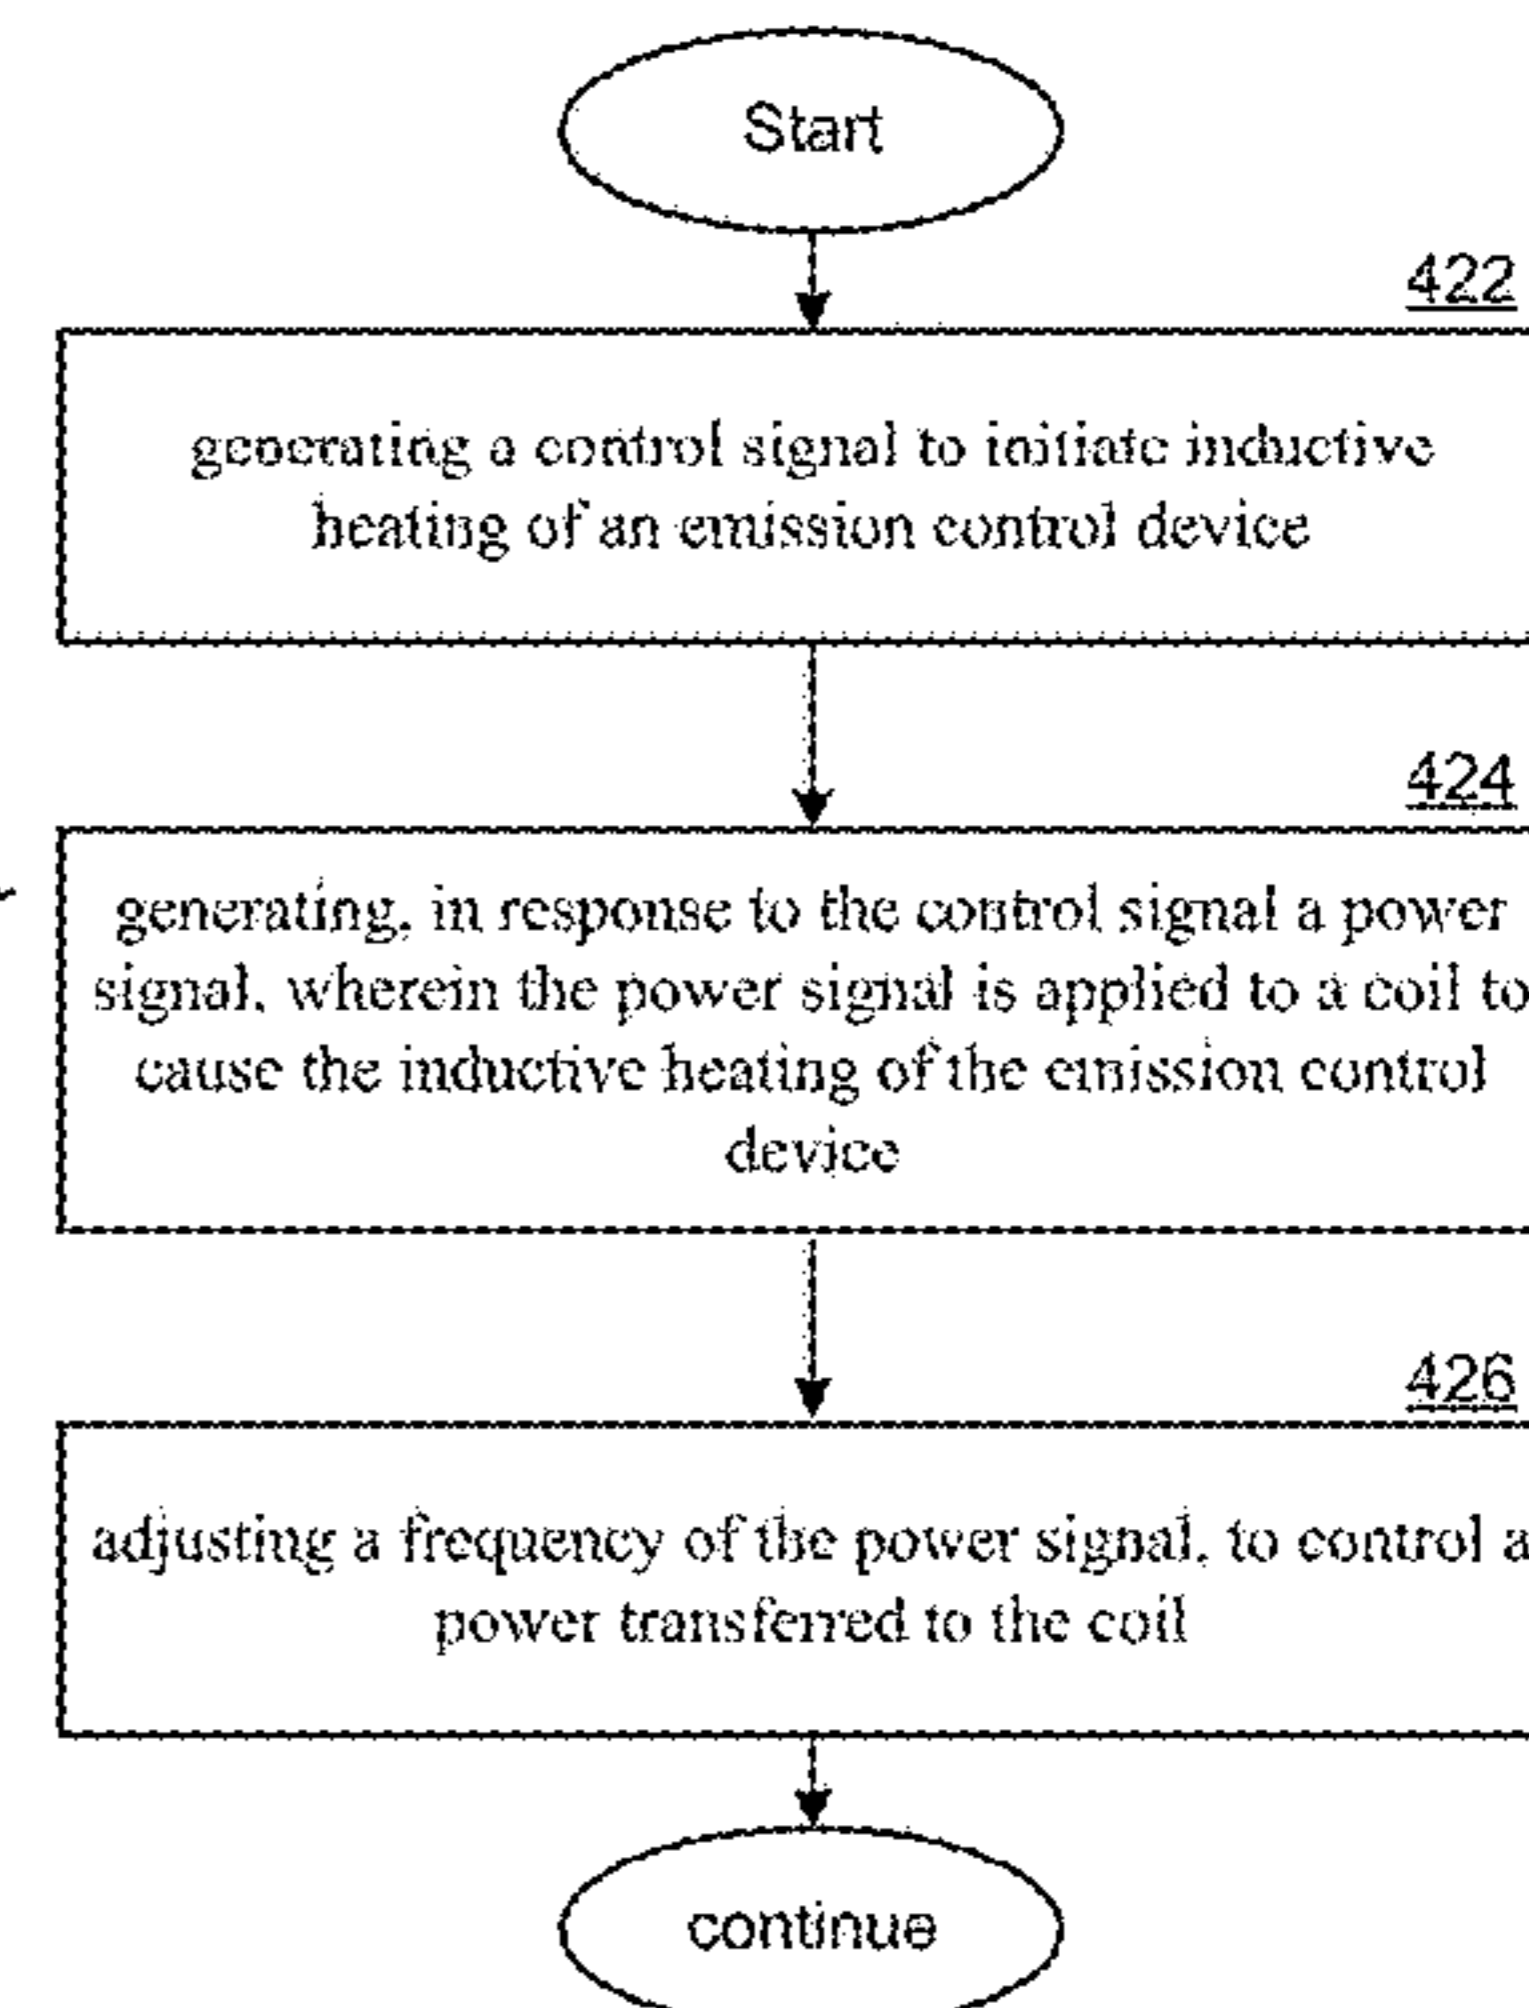 Start
422
generating a control signal to initiate inductive
heating of an emission control device
424
generating, in response to the control signal a power
signal, wherein the power signal is applied to a coil to
cause the inductive heating of the emission control
device
426
adjusting a frequency of the power signal, to control a
power transferred to the coil
continue